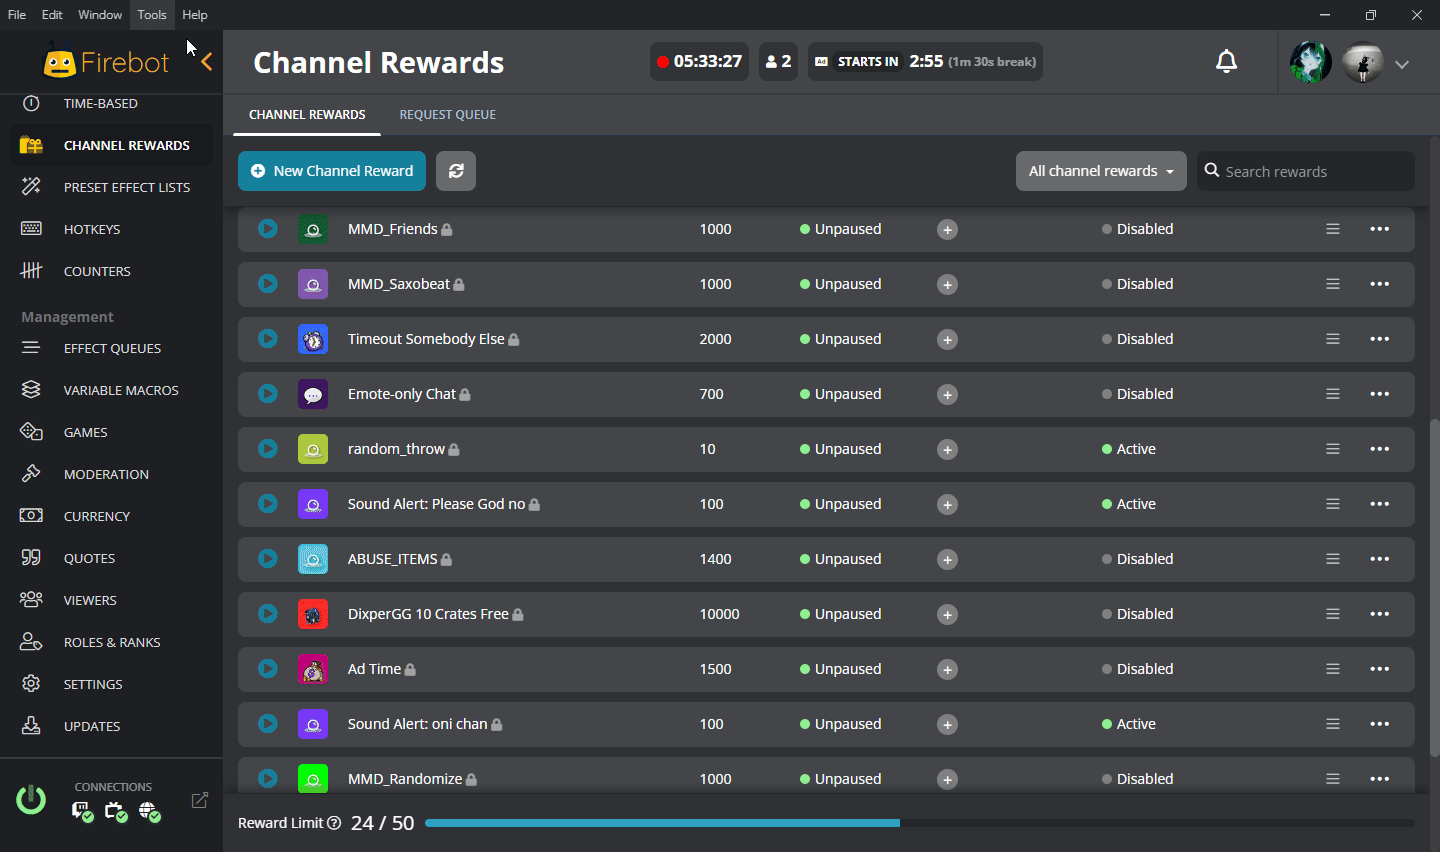 File Edit Window Tools Help
Firebot
Channel Rewards
05:33:27
2
Ad STARTS IN 2:55 (1m 30s break)
TIME-BASED
CHANNEL REWARDS
PRESET EFFECT LISTS
HOTKEYS
COUNTERS
Management
EFFECT QUEUES
VARIABLE MACROS
GAMES
MODERATION
CURRENCY
QUOTES
VIEWERS
ROLES & RANKS
SETTINGS
UPDATES
CONNECTIONS
CHANNEL REWARDS REQUEST QUEUE
New Channel Reward
All channel rewards
Search rewards
MMD_Friends 1000 Unpaused Disabled
MMD_Saxobeat 1000 Unpaused Disabled
Timeout Somebody Else 2000 Unpaused Disabled
Emote-only Chat 700 Unpaused Disabled
random_throw 10 Unpaused Active
Sound Alert: Please God no 100 Unpaused Active
ABUSE_ITEMS 1400 Unpaused Disabled
DixperGG 10 Crates Free 10000 Unpaused Disabled
Ad Time 1500 Unpaused Disabled
Sound Alert: oni chan 100 Unpaused Active
MMD_Randomize 1000 Unpaused Disabled
Reward Limit 24 / 50